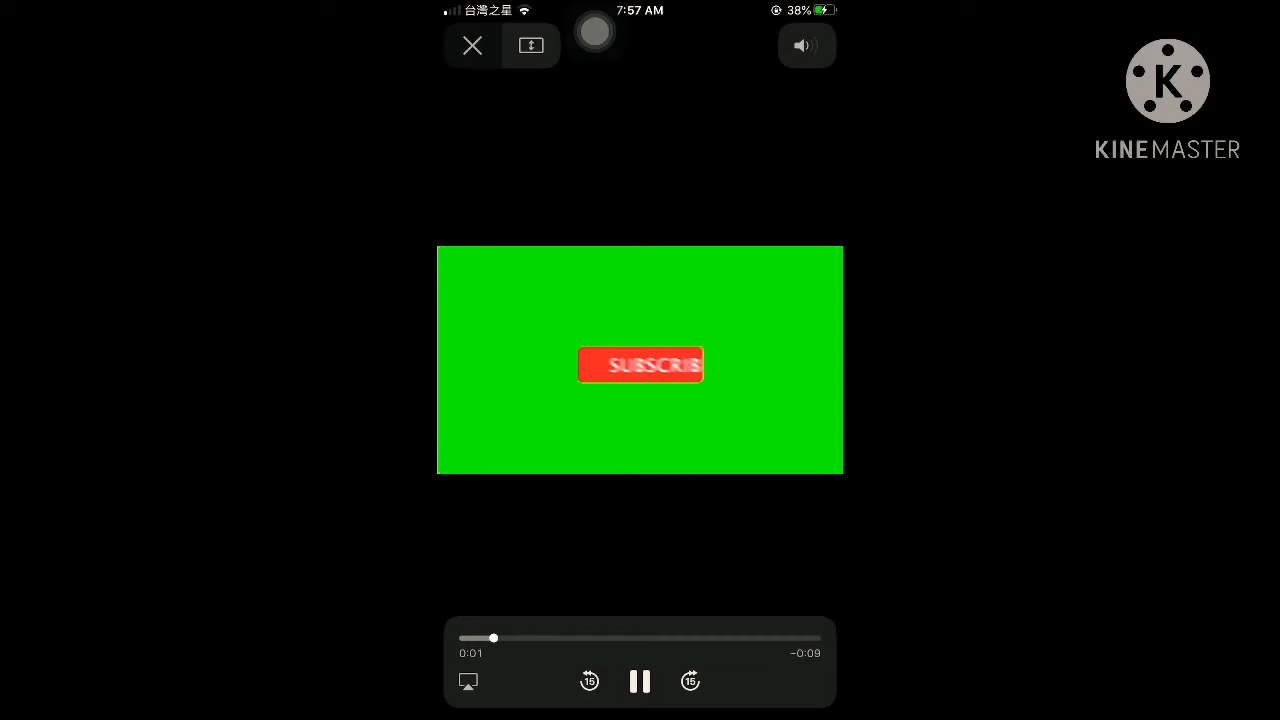 台灣之星
7:57 AM
38%
K
KINEMASTER
SUBSCRIB
0:01
-0:09
15
15